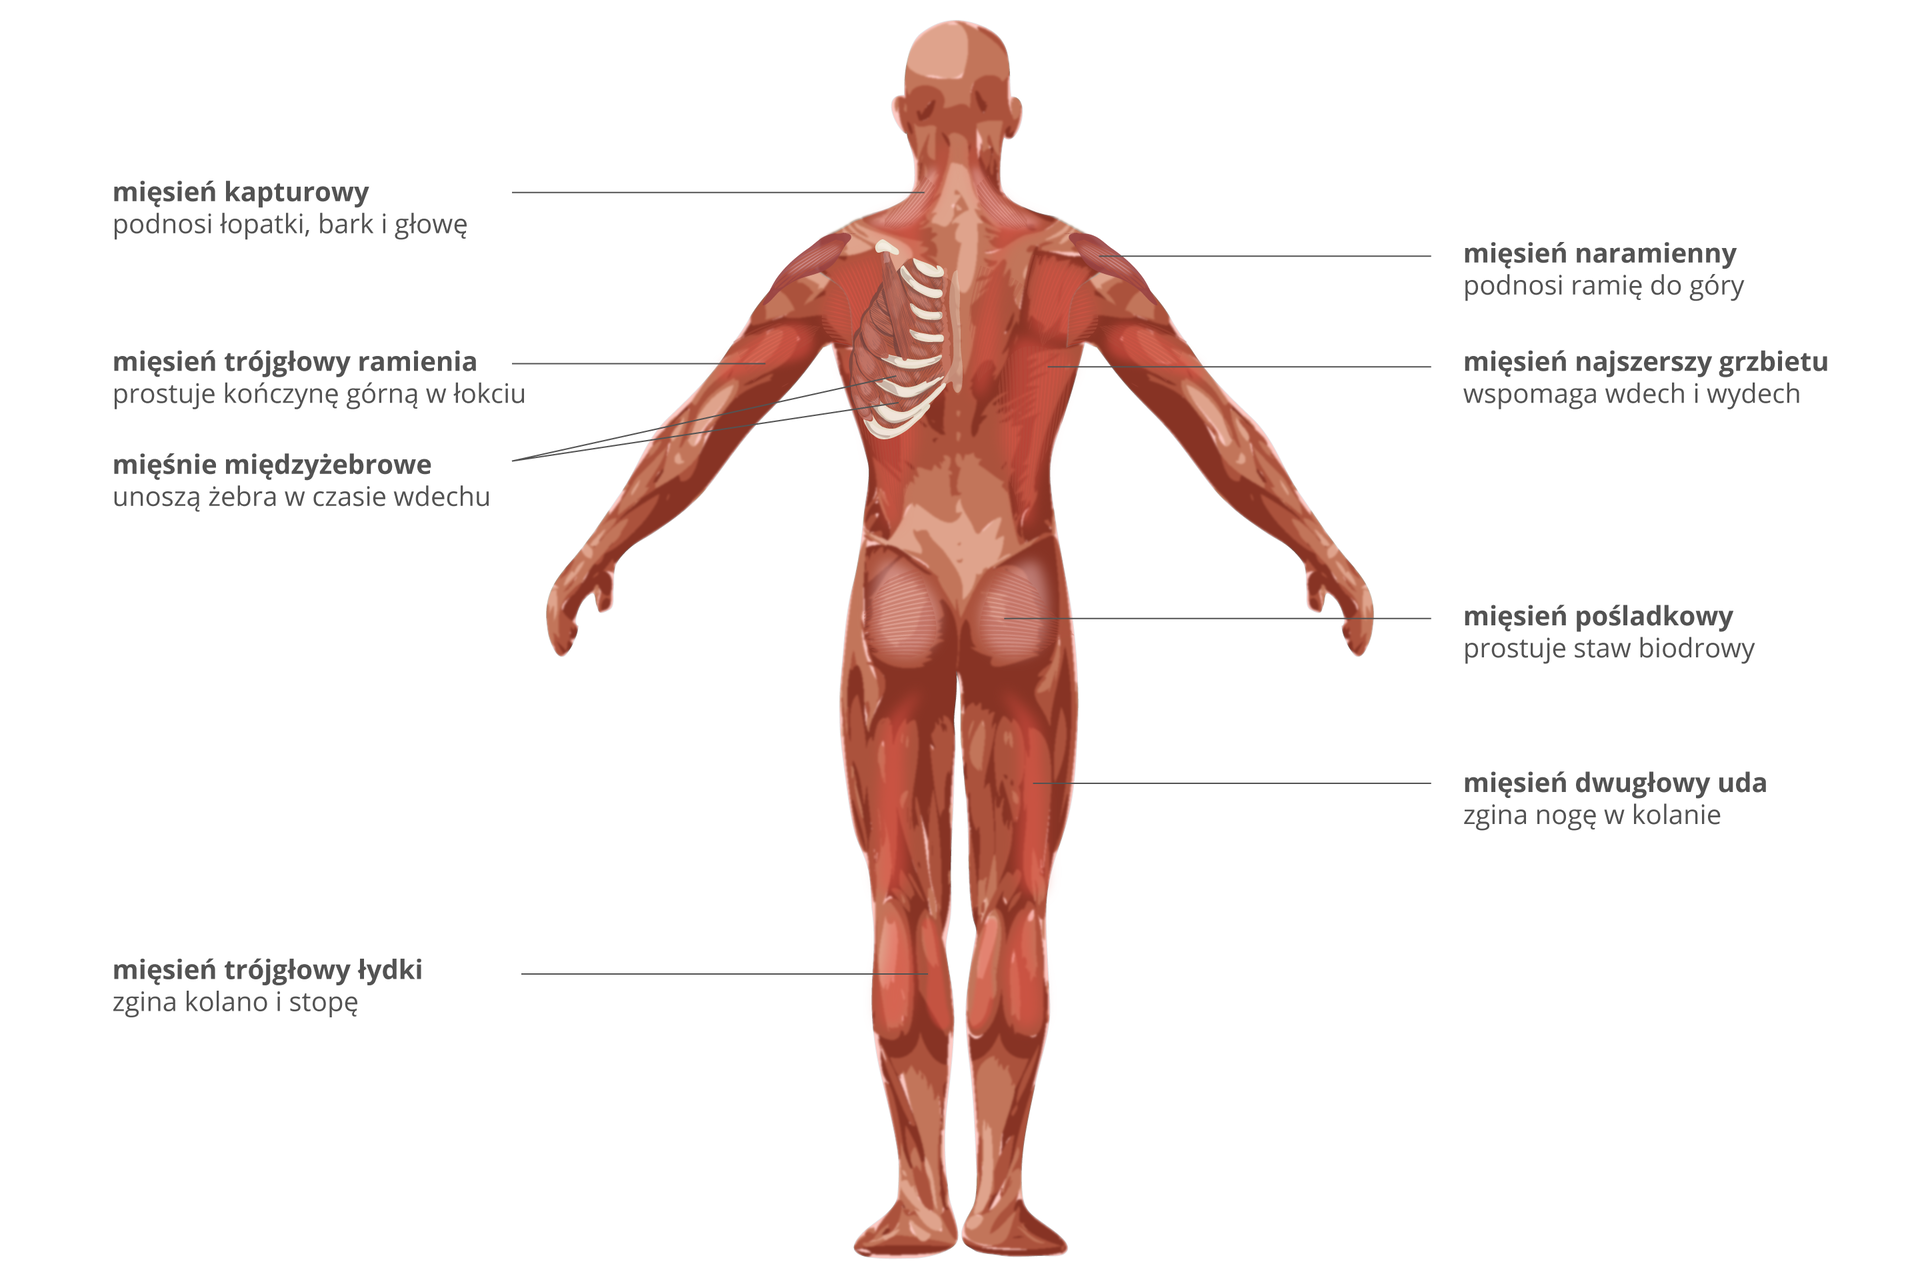 mięsień kapturowy
podnosi łopatki, bark i głowę
mięsień trójgłowy ramienia
prostuje kończynę górną w łokciu
mięśnie międzyżebrowe
unoszą żebra w czasie wdechu
mięsień trójgłowy łydki
zgina kolano i stopę
mięsień naramienny
podnosi ramię do góry
mięsień najszerszy grzbietu
wspomaga wdech i wydech
mięsień pośladkowy
prostuje staw biodrowy
mięsień dwugłowy uda
zgina nogę w kolanie